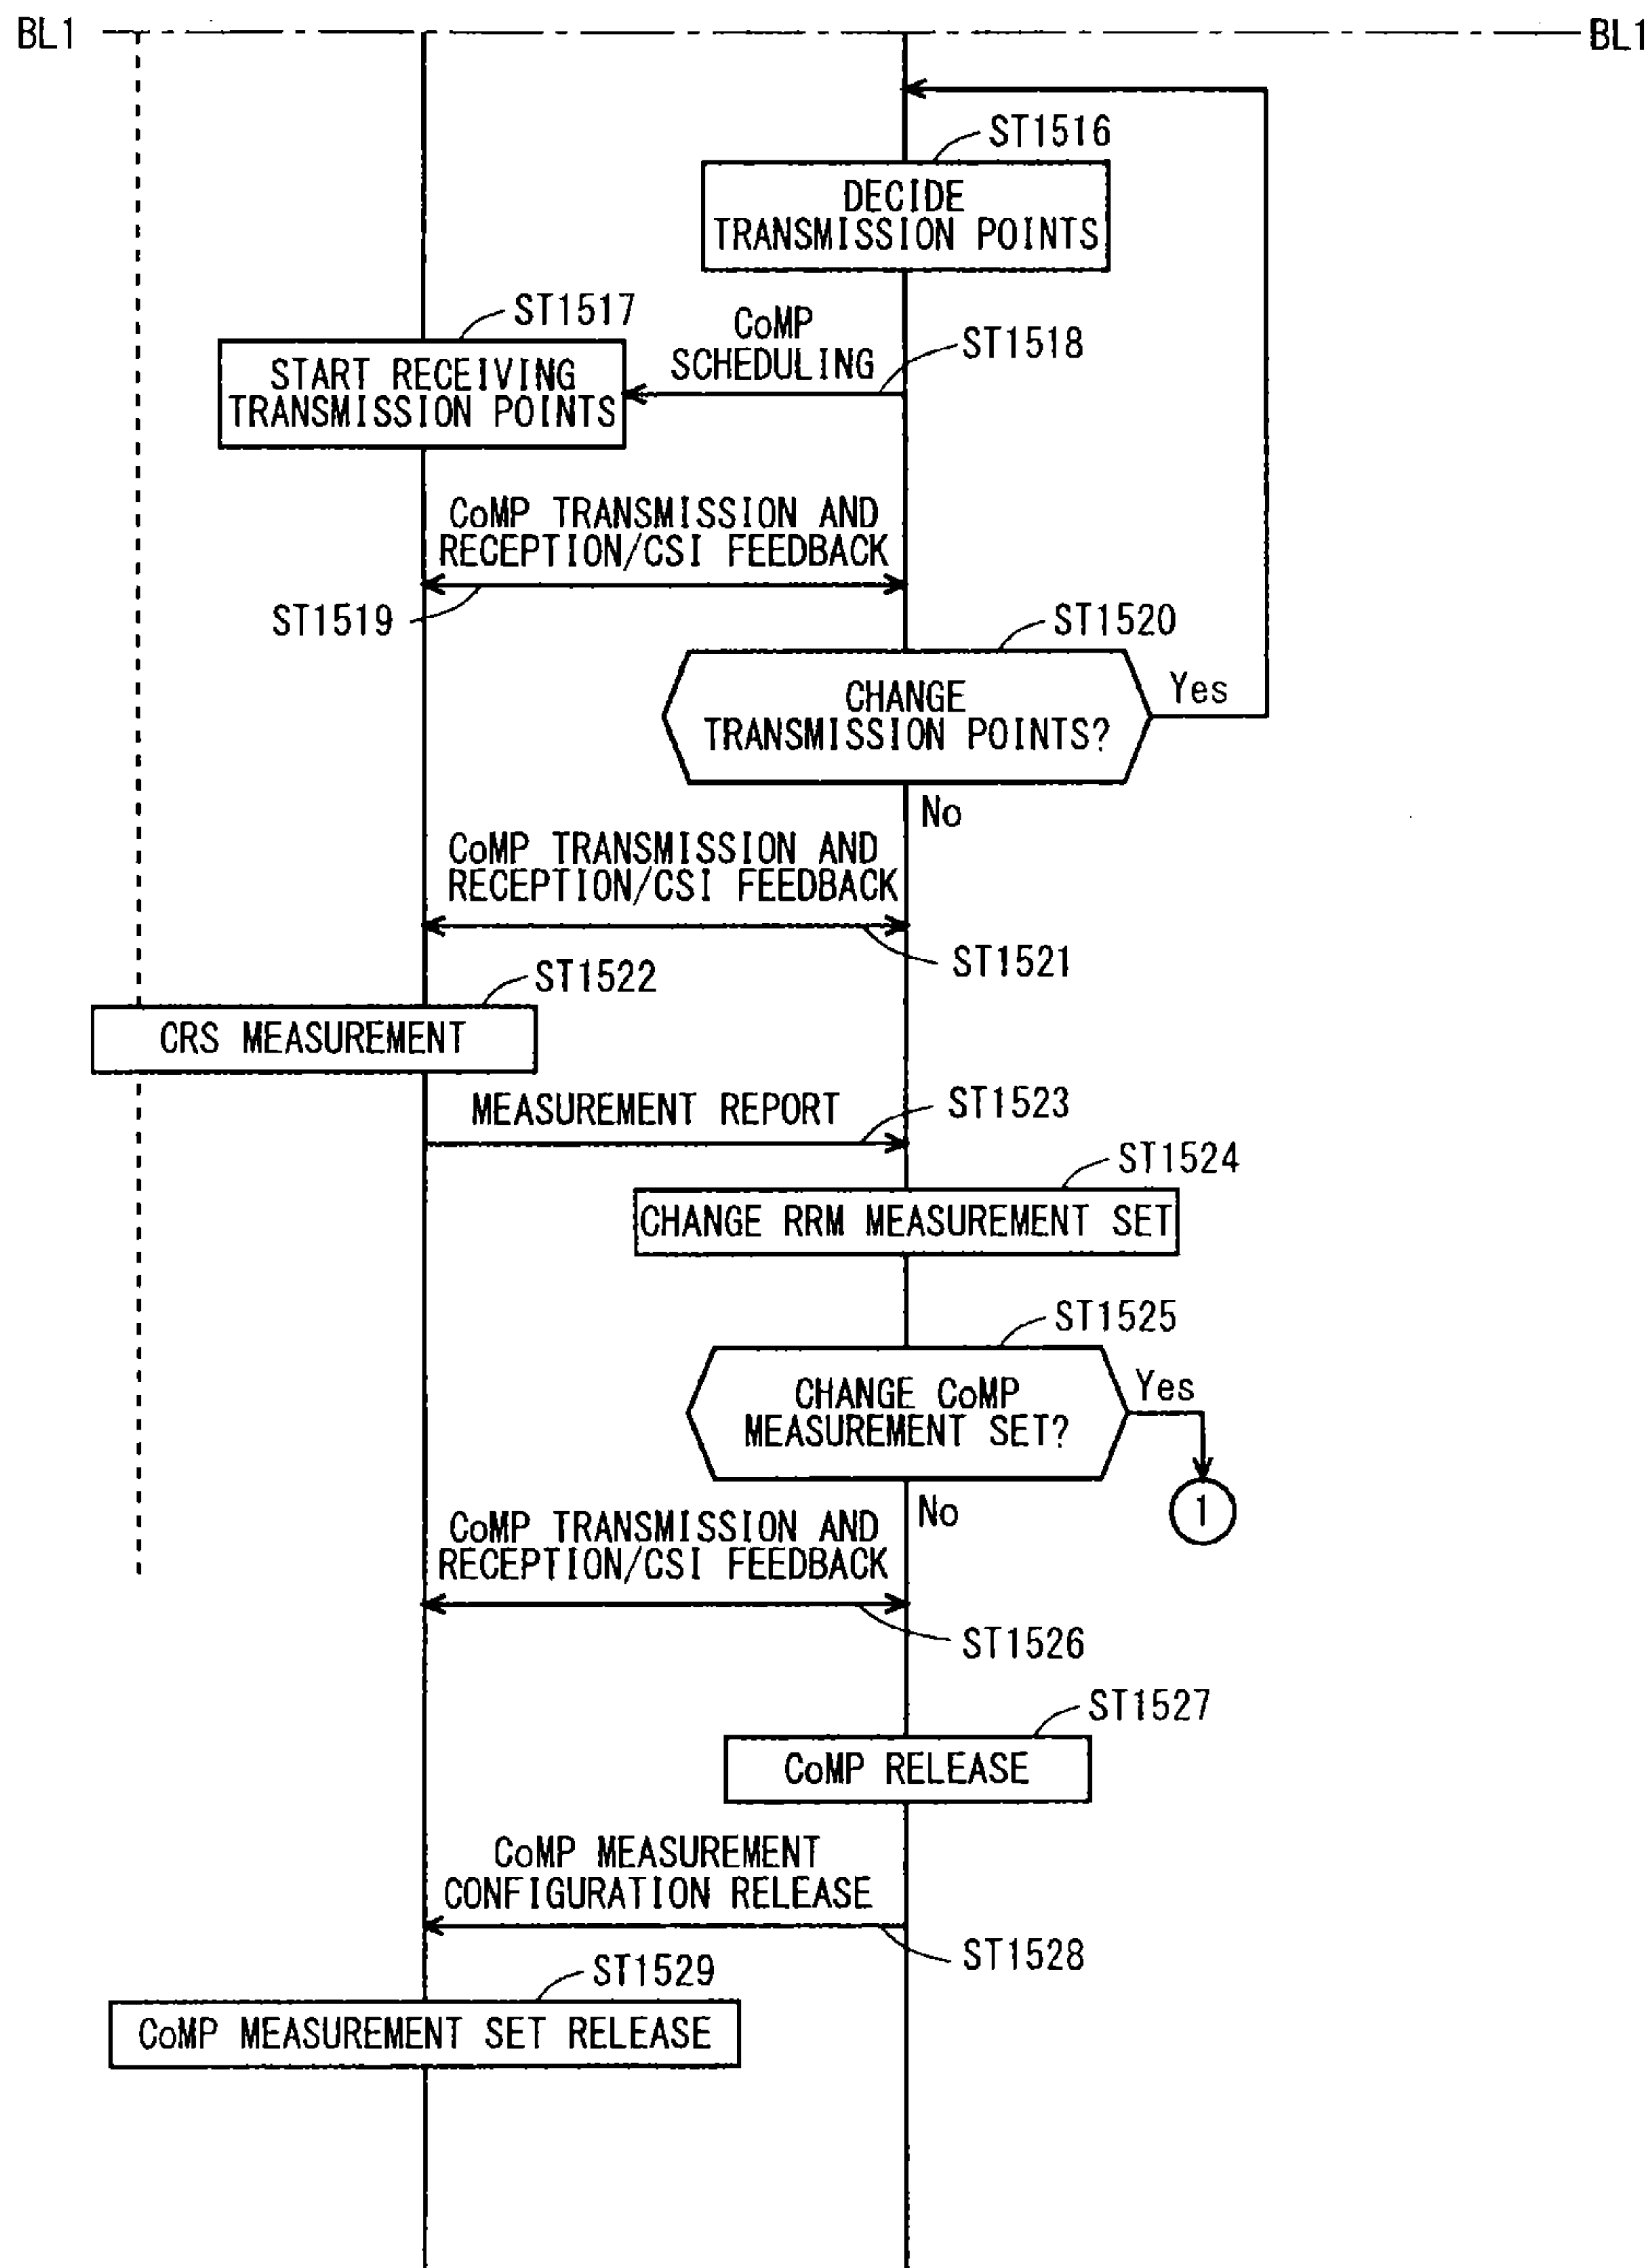 BL1
BL1
ST1516
DECIDE
TRANSMISSION POINTS
ST1517
CoMP
SCHEDULING
ST1518
START RECEIVING
TRANSMISSION POINTS
CoMP TRANSMISSION AND
RECEPTION/CSI FEEDBACK
ST1519
ST1520
CHANGE
TRANSMISSION POINTS?
Yes
No
CoMP TRANSMISSION AND
RECEPTION/CSI FEEDBACK
ST1521
ST1522
CRS MEASUREMENT
MEASUREMENT REPORT
ST1523
ST1524
CHANGE RRM MEASUREMENT SET
ST1525
CHANGE CoMP
MEASUREMENT SET?
Yes
1
No
CoMP TRANSMISSION AND
RECEPTION/CSI FEEDBACK
ST1526
ST1527
CoMP RELEASE
CoMP MEASUREMENT
CONFIGURATION RELEASE
ST1528
ST1529
CoMP MEASUREMENT SET RELEASE